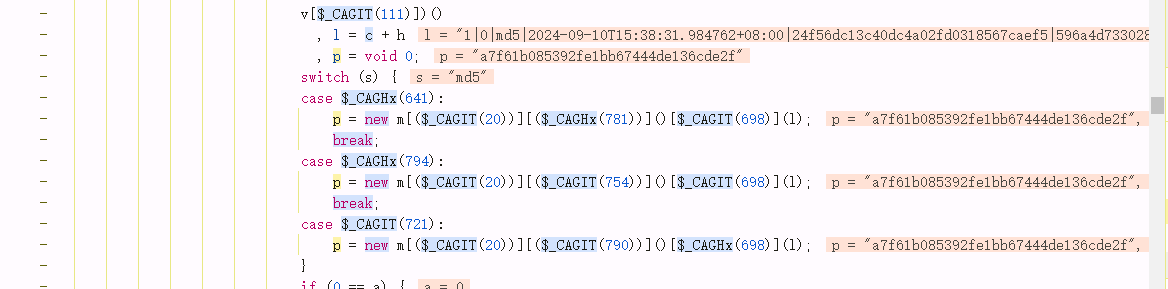 v[$_CAGIT(111)])()
, l = c + h l = "1|0|md5|2024-09-10T15:38:31.984762+08:00|24f56dc13c40dc4a02fd0318567caef5|596a4d733028
, p = void 0; p = "a7f61b085392fe1bb67444de136cde2f"
switch (s) { s = "md5"
case $_CAGHx(641):
p = new m[($_CAGIT(20))][($_CAGHx(781))]()[$_CAGIT(698)](l); p = "a7f61b085392fe1bb67444de136cde2f",
break;
case $_CAGHx(794):
p = new m[($_CAGIT(20))][($_CAGIT(754))]()[$_CAGIT(698)](l); p = "a7f61b085392fe1bb67444de136cde2f",
break;
case $_CAGIT(721):
p = new m[($_CAGIT(20))][($_CAGIT(790))]()[$_CAGHx(698)](l); p = "a7f61b085392fe1bb67444de136cde2f",
}
if (0 == a) { a = 0